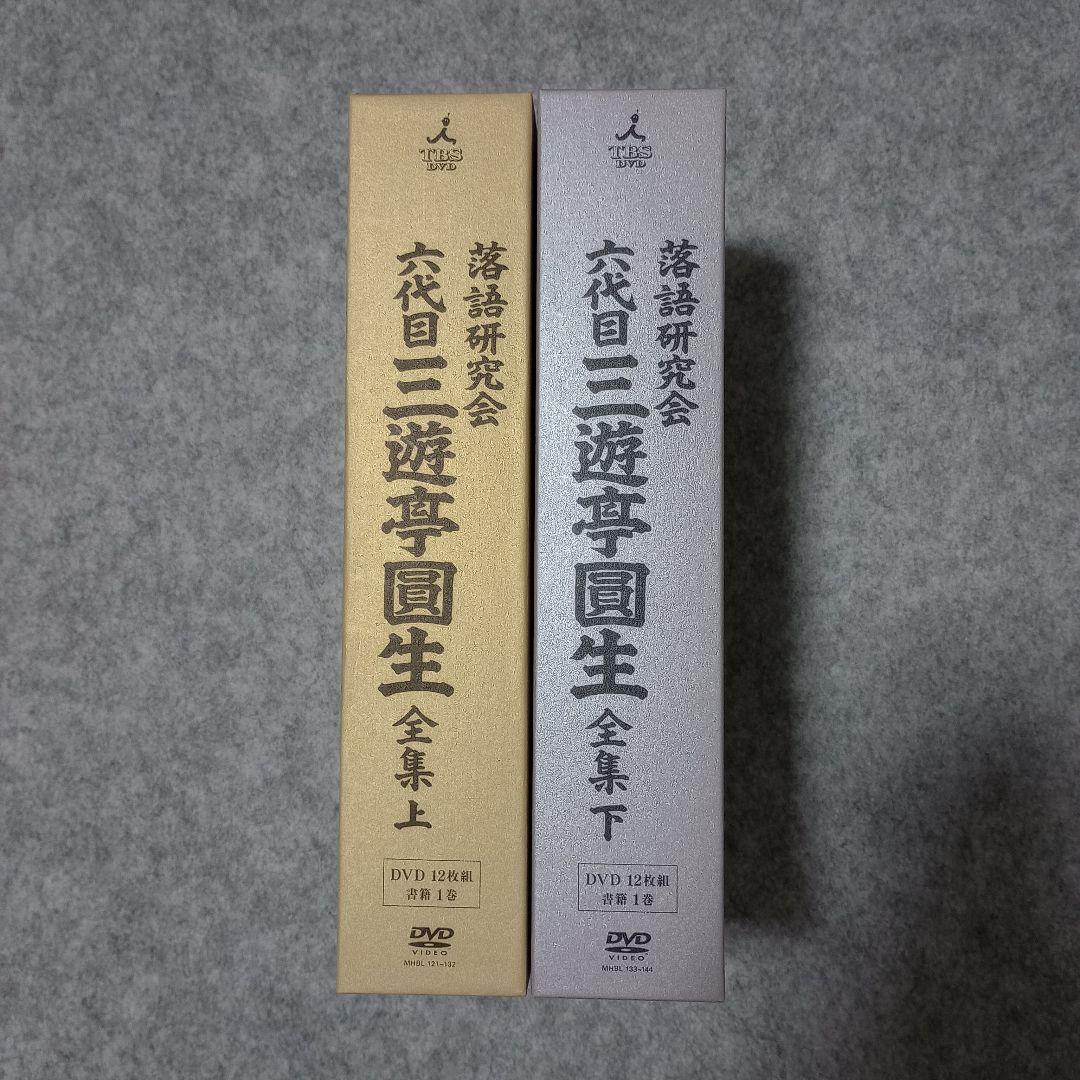 TBS
DVD
落語研究会
六代目 三遊亭圓生 全集 上
DVD 12枚組
書籍 1巻
DVD
VIDEO
MHBL 121~132
TBS
DVD
落語研究会
六代目 三遊亭圓生 全集 下
DVD 12枚組
書籍 1巻
DVD
VIDEO
MHBL 133~144